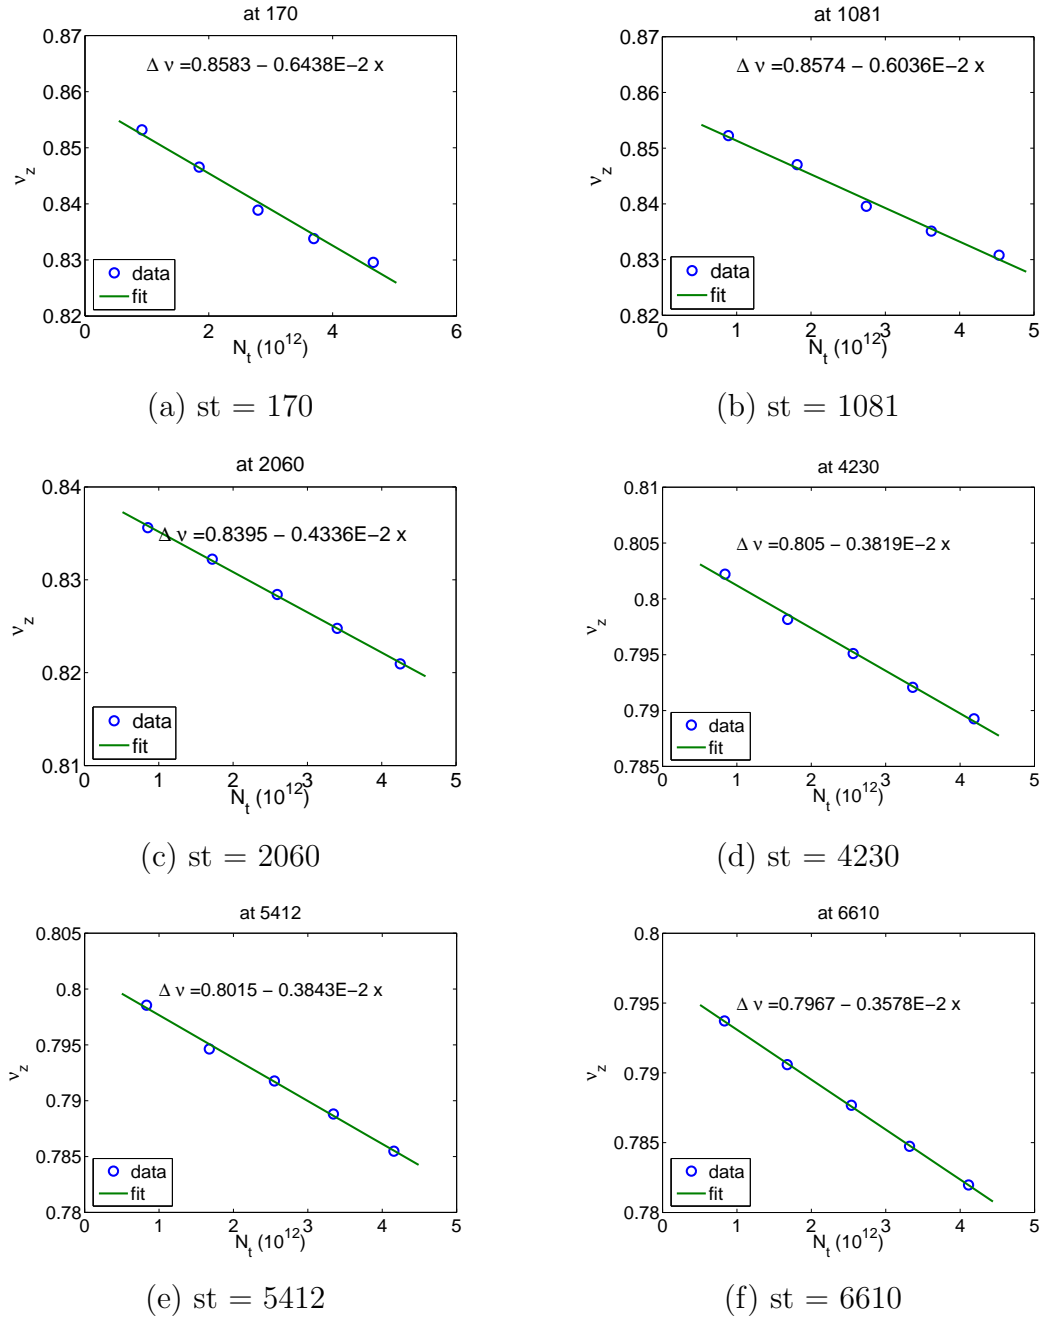 at 170
0.87
0.86
0.85
0.84
0.83
0.82
ν_z
Δ ν =0.8583 − 0.6438E−2 x
data
fit
0 2 4 6
N_t (10^12)
(a) st = 170
at 1081
0.87
0.86
0.85
0.84
0.83
0.82
ν_z
Δ ν =0.8574 − 0.6036E−2 x
data
fit
0 1 2 3 4 5
N_t (10^12)
(b) st = 1081
at 2060
0.84
0.83
0.82
0.81
ν_z
Δ ν =0.8395 − 0.4336E−2 x
data
fit
0 1 2 3 4 5
N_t (10^12)
(c) st = 2060
at 4230
0.81
0.805
0.8
0.795
0.79
0.785
ν_z
Δ ν =0.805 − 0.3819E−2 x
data
fit
0 1 2 3 4 5
N_t (10^12)
(d) st = 4230
at 5412
0.805
0.8
0.795
0.79
0.785
0.78
ν_z
Δ ν =0.8015 − 0.3843E−2 x
data
fit
0 1 2 3 4 5
N_t (10^12)
(e) st = 5412
at 6610
0.8
0.795
0.79
0.785
0.78
ν_z
Δ ν =0.7967 − 0.3578E−2 x
data
fit
0 1 2 3 4 5
N_t (10^12)
(f) st = 6610